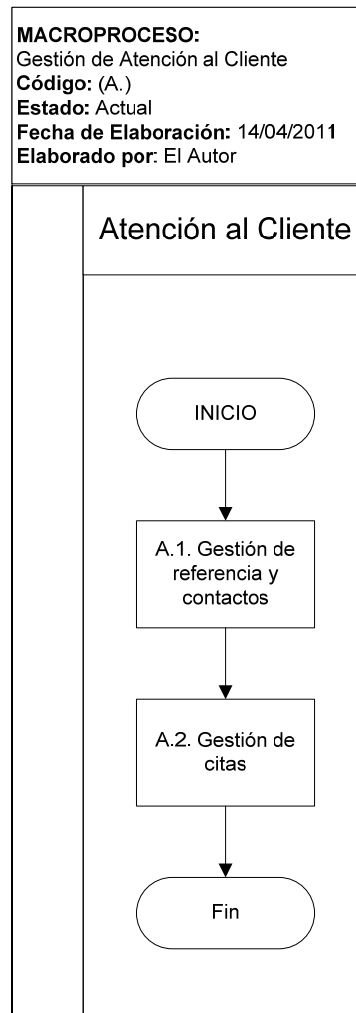 MACROPROCESO:
Gestión de Atención al Cliente
Código: (A.)
Estado: Actual
Fecha de Elaboración: 14/04/2011
Elaborado por: El Autor
Atención al Cliente
INICIO
A.1. Gestión de
referencia y
contactos
A.2. Gestión de
citas
Fin